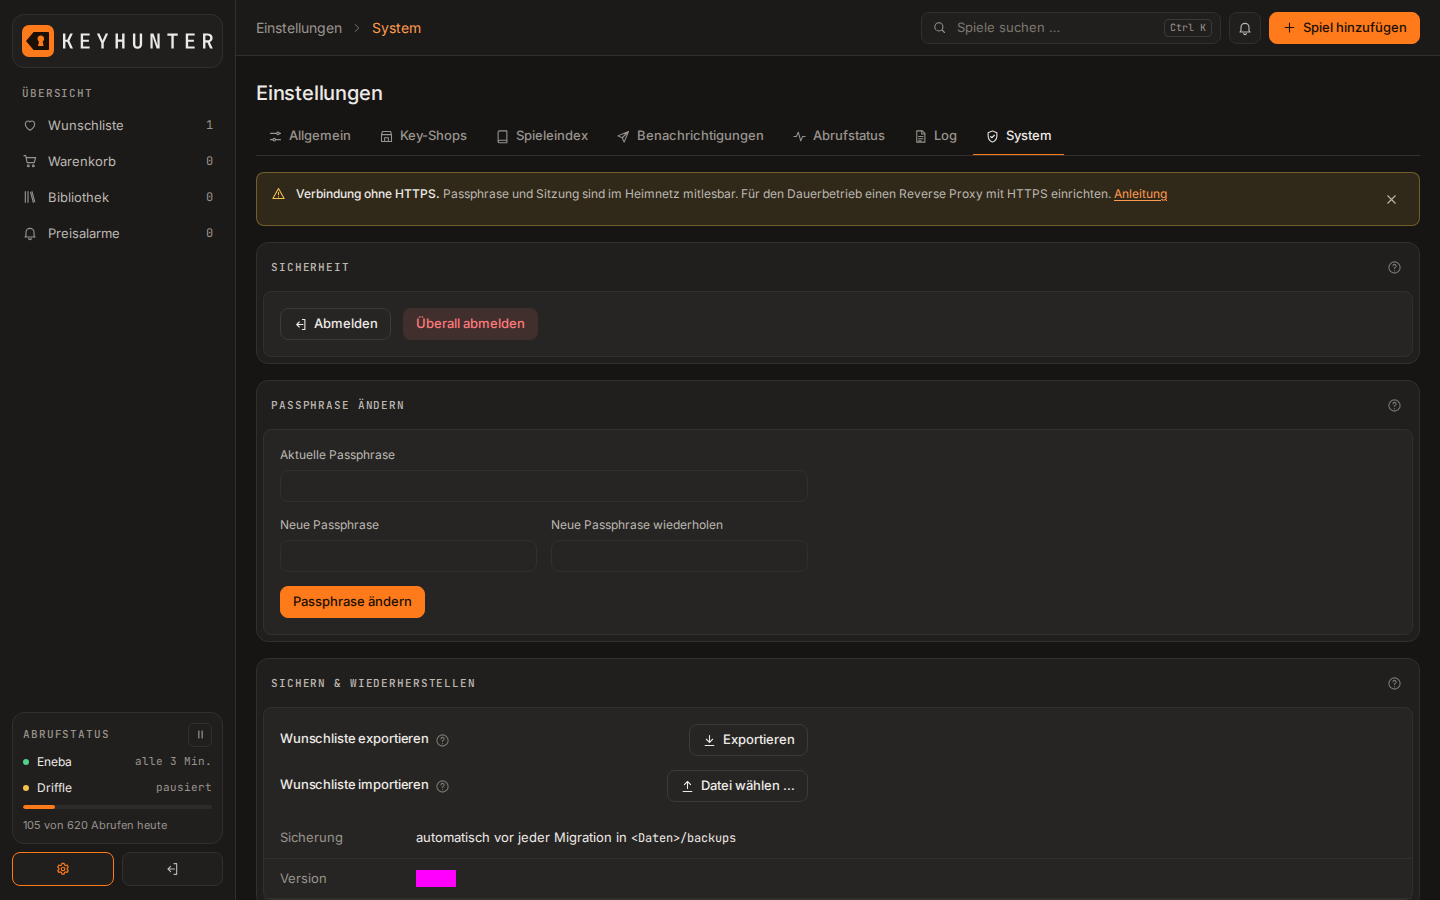 KEYHUNTER
Einstellungen > System
Spiele suchen ...
Ctrl K
Spiel hinzufügen
ÜBERSICHT
Wunschliste 1
Warenkorb 0
Bibliothek 0
Preisalarme 0
Einstellungen
Allgemein Key-Shops Spieleindex Benachrichtigungen Abrufstatus Log System
Verbindung ohne HTTPS. Passphrase und Sitzung sind im Heimnetz mitlesbar. Für den Dauerbetrieb einen Reverse Proxy mit HTTPS einrichten. Anleitung
SICHERHEIT
Abmelden Überall abmelden
PASSPHRASE ÄNDERN
Aktuelle Passphrase
Neue Passphrase Neue Passphrase wiederholen
Passphrase ändern
SICHERN & WIEDERHERSTELLEN
Wunschliste exportieren Exportieren
Wunschliste importieren Datei wählen ...
Sicherung automatisch vor jeder Migration in <Daten>/backups
Version
ABRUFSTATUS
Eneba alle 3 Min.
Driffle pausiert
105 von 620 Abrufen heute